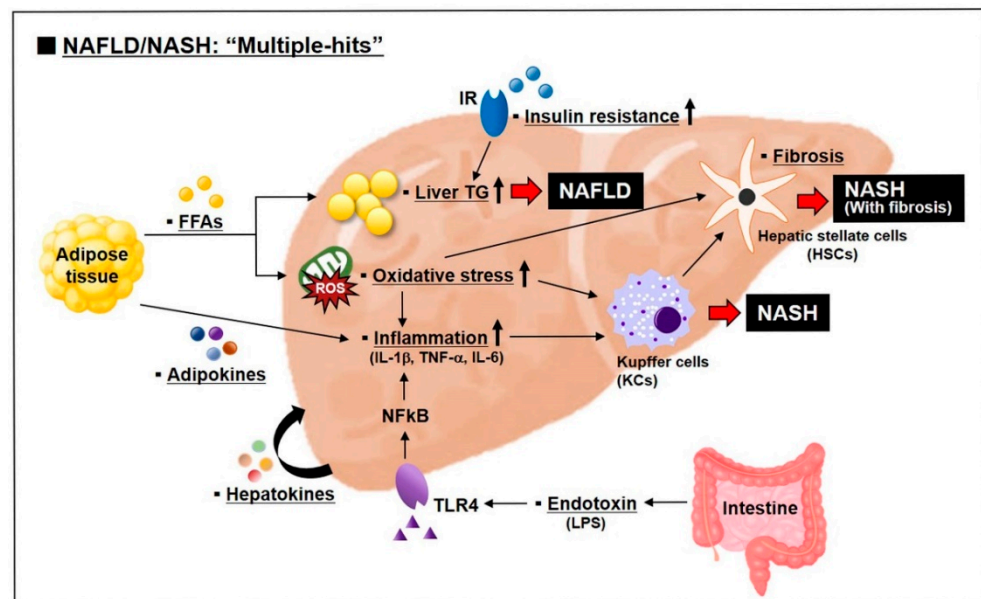 ■ NAFLD/NASH: “Multiple-hits”
IR
▪ Insulin resistance ↑
▪ Fibrosis
▪ Liver TG ↑
NAFLD
NASH
(With fibrosis)
▪ FFAs
Hepatic stellate cells
(HSCs)
Adipose
tissue
ROS
▪ Oxidative stress ↑
NASH
▪ Inflammation ↑
(IL-1β, TNF-α, IL-6)
Kupffer cells
(KCs)
▪ Adipokines
NFkB
▪ Hepatokines
TLR4
▪ Endotoxin
(LPS)
Intestine